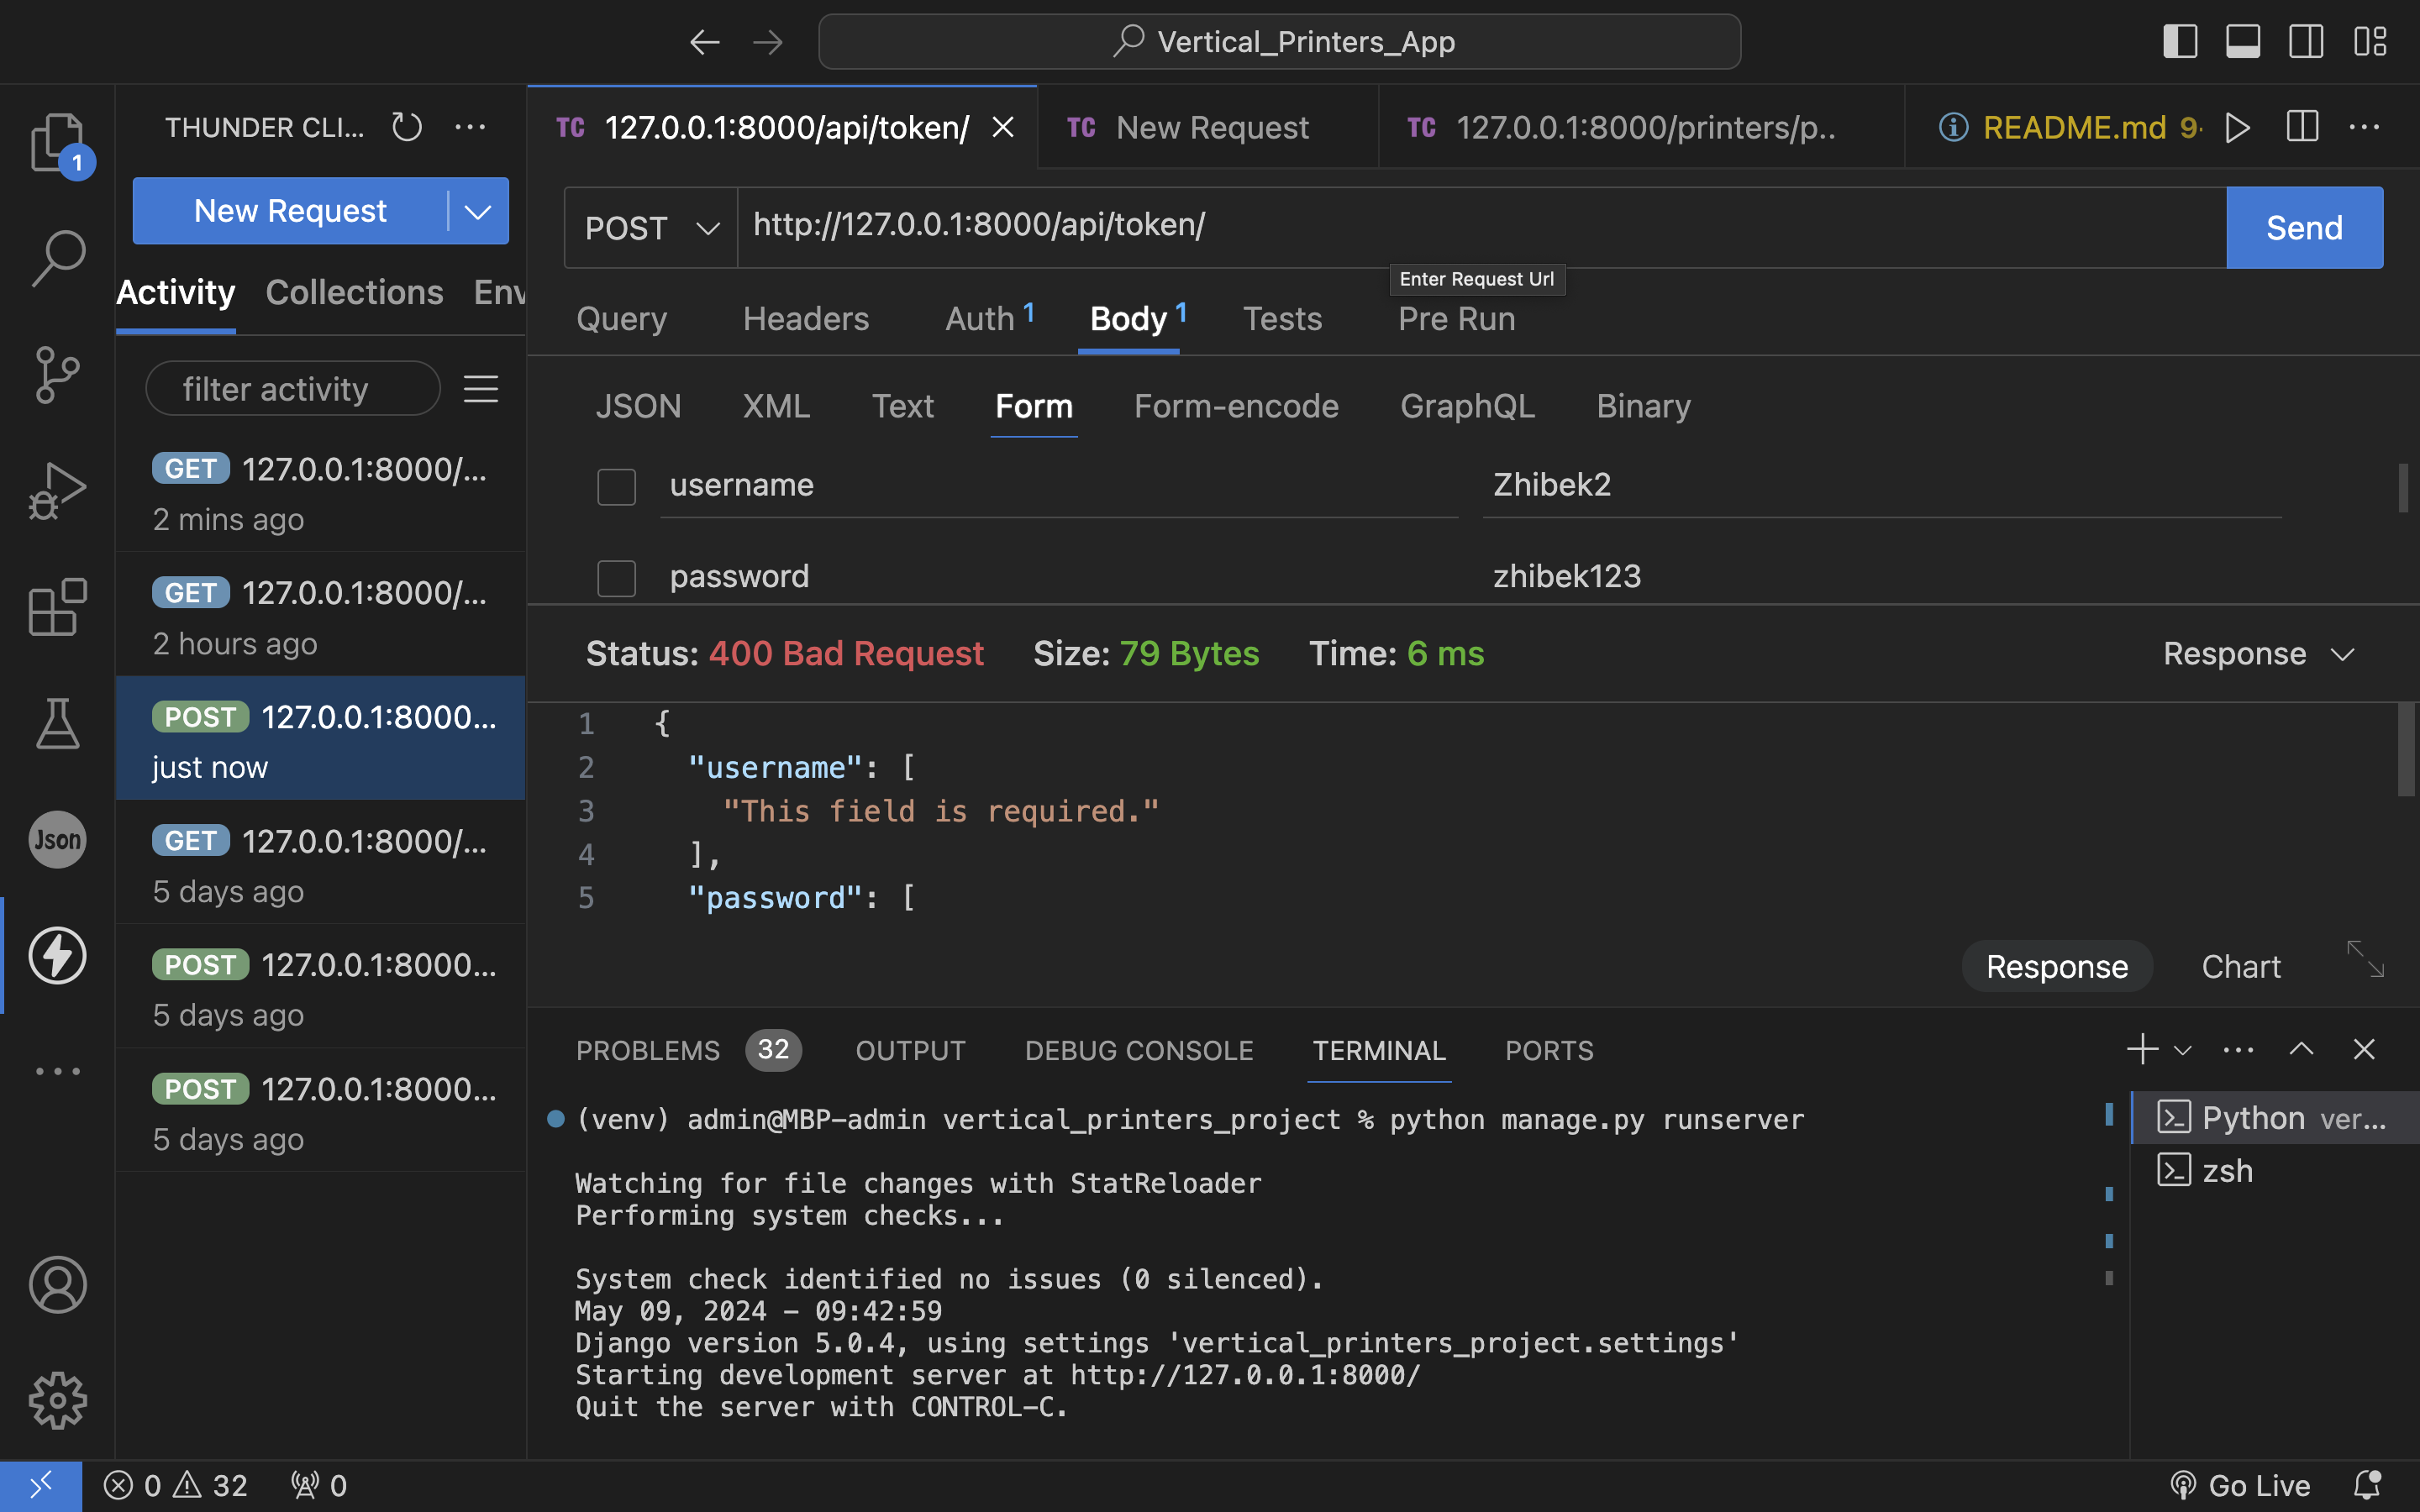 Vertical_Printers_App
THUNDER CLI...
TC 127.0.0.1:8000/api/token/
TC New Request
TC 127.0.0.1:8000/printers/p..
README.md 9
1
New Request
POST
http://127.0.0.1:8000/api/token/
Send
Enter Request Url
Activity Collections Env
Query Headers Auth 1 Body 1 Tests Pre Run
filter activity
JSON XML Text Form Form-encode GraphQL Binary
GET 127.0.0.1:8000/...
2 mins ago
GET 127.0.0.1:8000/...
2 hours ago
POST 127.0.0.1:8000...
just now
GET 127.0.0.1:8000/...
5 days ago
POST 127.0.0.1:8000...
5 days ago
POST 127.0.0.1:8000...
5 days ago
Json
username Zhibek2
password zhibek123
Status: 400 Bad Request Size: 79 Bytes Time: 6 ms
Response
1 {
2 "username": [
3 "This field is required."
4 ],
5 "password": [
Response Chart
PROBLEMS 32 OUTPUT DEBUG CONSOLE TERMINAL PORTS
(venv) admin@MBP-admin vertical_printers_project % python manage.py runserver
Watching for file changes with StatReloader
Performing system checks...
System check identified no issues (0 silenced).
May 09, 2024 - 09:42:59
Django version 5.0.4, using settings 'vertical_printers_project.settings'
Starting development server at http://127.0.0.1:8000/
Quit the server with CONTROL-C.
Python ver...
zsh
0 32 0
Go Live